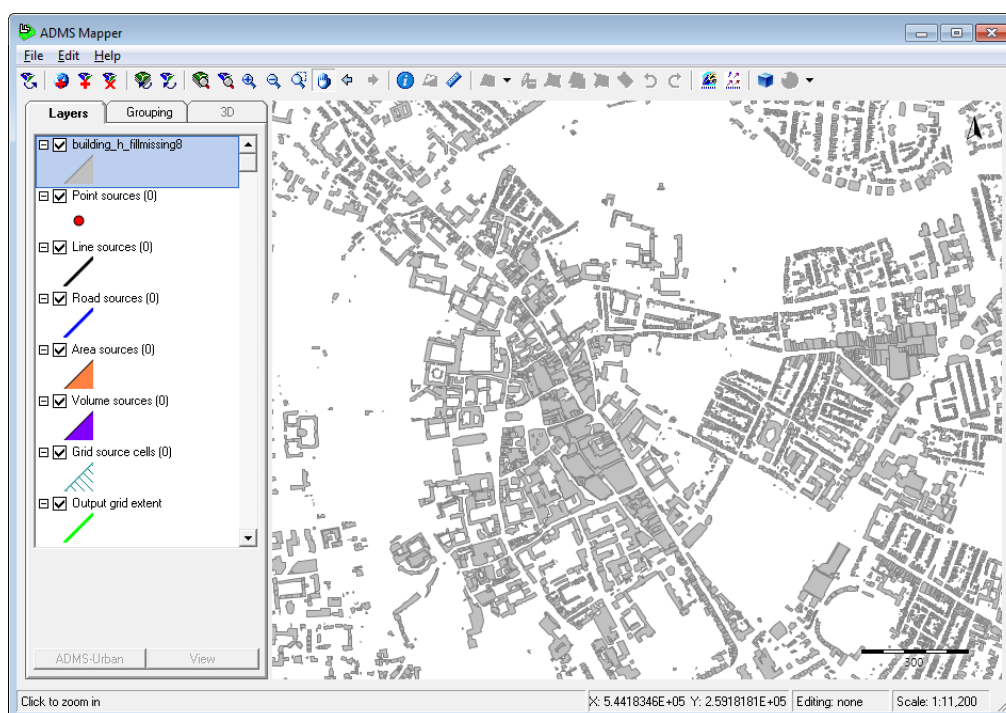 ADMS Mapper
File Edit Help
Layers Grouping 3D
building_h_fillmissing8
Point sources (0)
Line sources (0)
Road sources (0)
Area sources (0)
Volume sources (0)
Grid source cells (0)
Output grid extent
300
ADMS-Urban View
Click to zoom in X: 5.4418346E+05 Y: 2.5918181E+05 Editing: none Scale: 1:11,200